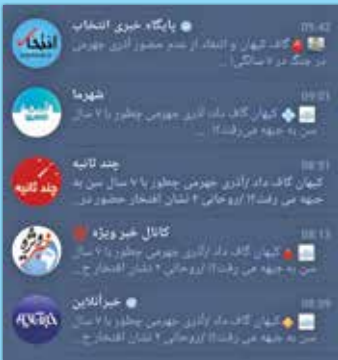 پایگاه خبری انتخاب
09:42
گاف کیهان و انتقاد از عدم حضور آذری جهرمی
در جنگ در ۷ سالگی! ...
انتخاب
شهرما
09:01
کیهان گاف داد: آذری جهرمی چطور با ۷ سال
سن به جبهه می‌رفت؟! ...
چند ثانیه
08:51
کیهان گاف داد /آذری جهرمی چطور با ۷ سال سن به
جبهه می رفت؟! /روحانی ۲ نشان افتخار حضور در...
چند ثانیه
کانال خبر ویژه
08:13
کیهان گاف داد /آذری جهرمی چطور با ۷ سال
سن به جبهه می رفت؟! /روحانی ۲ نشان افتخار ح...
خبرآنلاین
08:09
کیهان گاف داد /آذری جهرمی چطور با ۷ سال
سن به جبهه می رفت؟! /روحانی ۲ نشان افتخار ح...